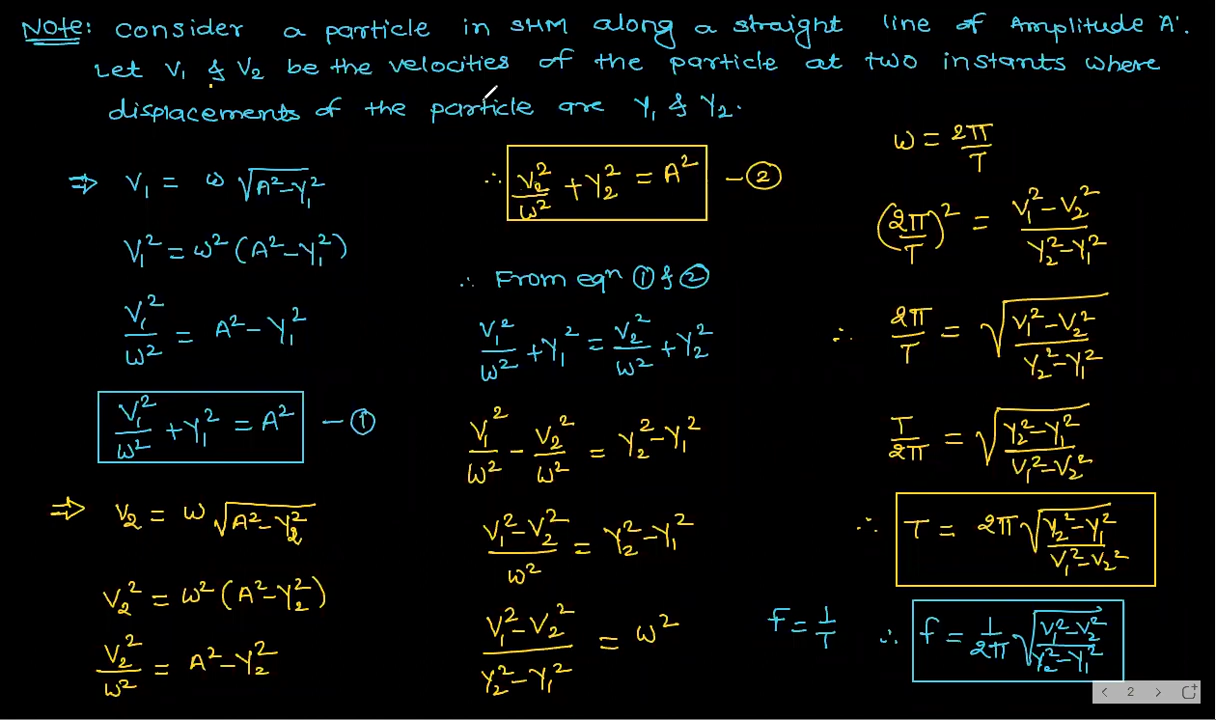 Note: Consider a particle in SHM along a straight line of Amplitude 'A'.
Let V₁ & V₂ be the velocities of the particle at two instants where
displacements of the particle are Y₁ & Y₂.
⇒ V₁ = ω √(A²-Y₁²)
V₁² = ω² (A²-Y₁²)
V₁²/ω² = A² - Y₁²
V₁²/ω² + Y₁² = A² - ①
⇒ V₂ = ω √(A²-Y₂²)
V₂² = ω² (A²-Y₂²)
V₂²/ω² = A² - Y₂²
∴ V₂²/ω² + Y₂² = A² - ②
∴ From eqn ① & ②
V₁²/ω² + Y₁² = V₂²/ω² + Y₂²
V₁²/ω² - V₂²/ω² = Y₂² - Y₁²
(V₁² - V₂²)/ω² = Y₂² - Y₁²
(V₁² - V₂²)/(Y₂² - Y₁²) = ω²
ω = 2π/T
(2π/T)² = (V₁² - V₂²)/(Y₂² - Y₁²)
∴ 2π/T = √((V₁² - V₂²)/(Y₂² - Y₁²))
T/2π = √((Y₂² - Y₁²)/(V₁² - V₂²))
∴ T = 2π √((Y₂² - Y₁²)/(V₁² - V₂²))
f = 1/T ∴ f = 1/2π √((V₁² - V₂²)/(Y₂² - Y₁²))
< 2 >